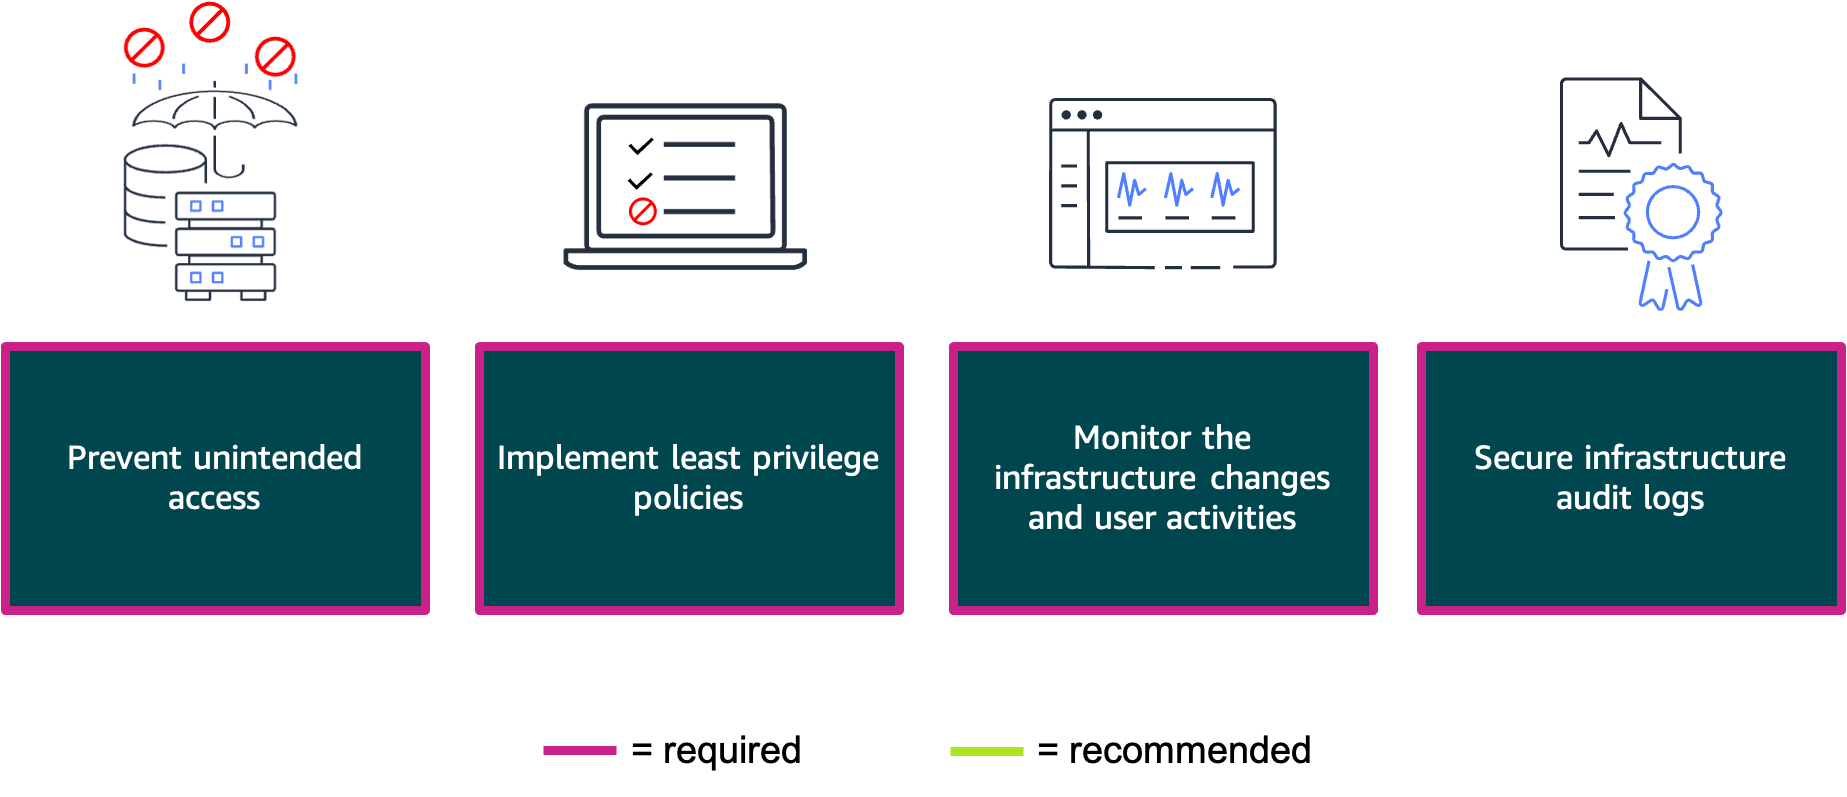 Prevent unintended
access
Implement least privilege
policies
Monitor the
infrastructure changes
and user activities
Secure infrastructure
audit logs
= required
= recommended